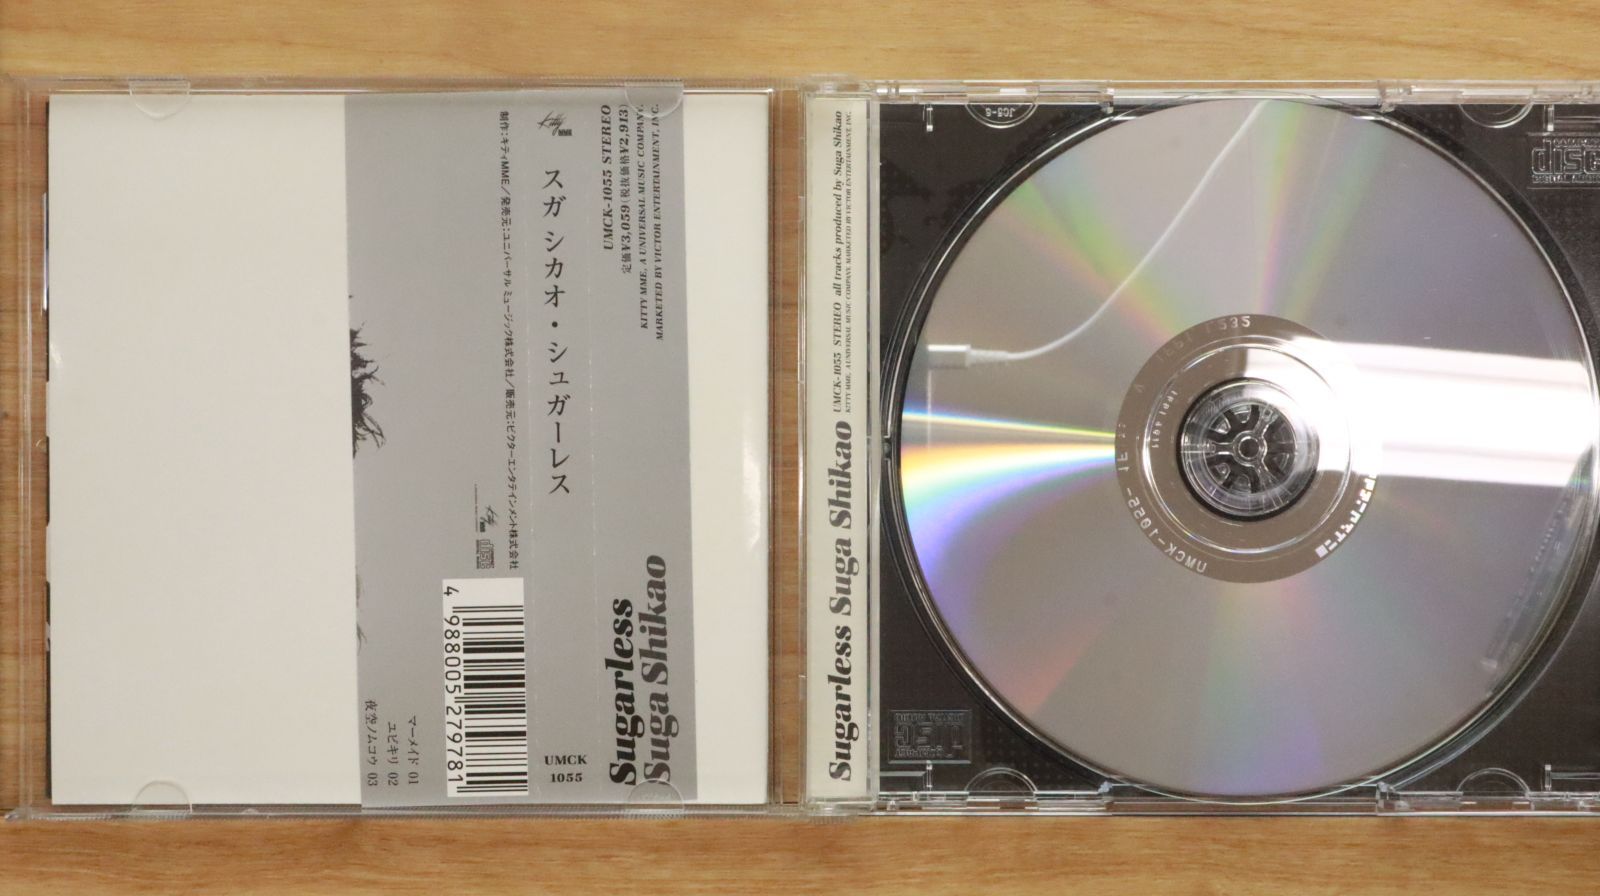 Kitty
スガ シカオ・シュガーレス
制作:キティMME/発売元:ユニバーサル ミュージック株式会社/販売元:ビクターエンタテインメント株式会社
UMCK-1055 STEREO
定価¥3,059(税抜価格¥2,913)
KITTY MME, A UNIVERSAL MUSIC COMPANY.
MARKETED BY VICTOR ENTERTAINMENT, INC.
Sugarless
Suga Shikao
UMCK
1055
4 988005 279781
マーメイド 01
ユビキリ 02
夜空ノムコウ 03
Sugarless Suga Shikao
UMCK-1055 STEREO all tracks produced by Suga Shikao
KITTY MME, A UNIVERSAL MUSIC COMPANY, MARKETED BY VICTOR ENTERTAINMENT, INC.
UMCK-1055
JCS-6
disc
DIGITAL AUDIO